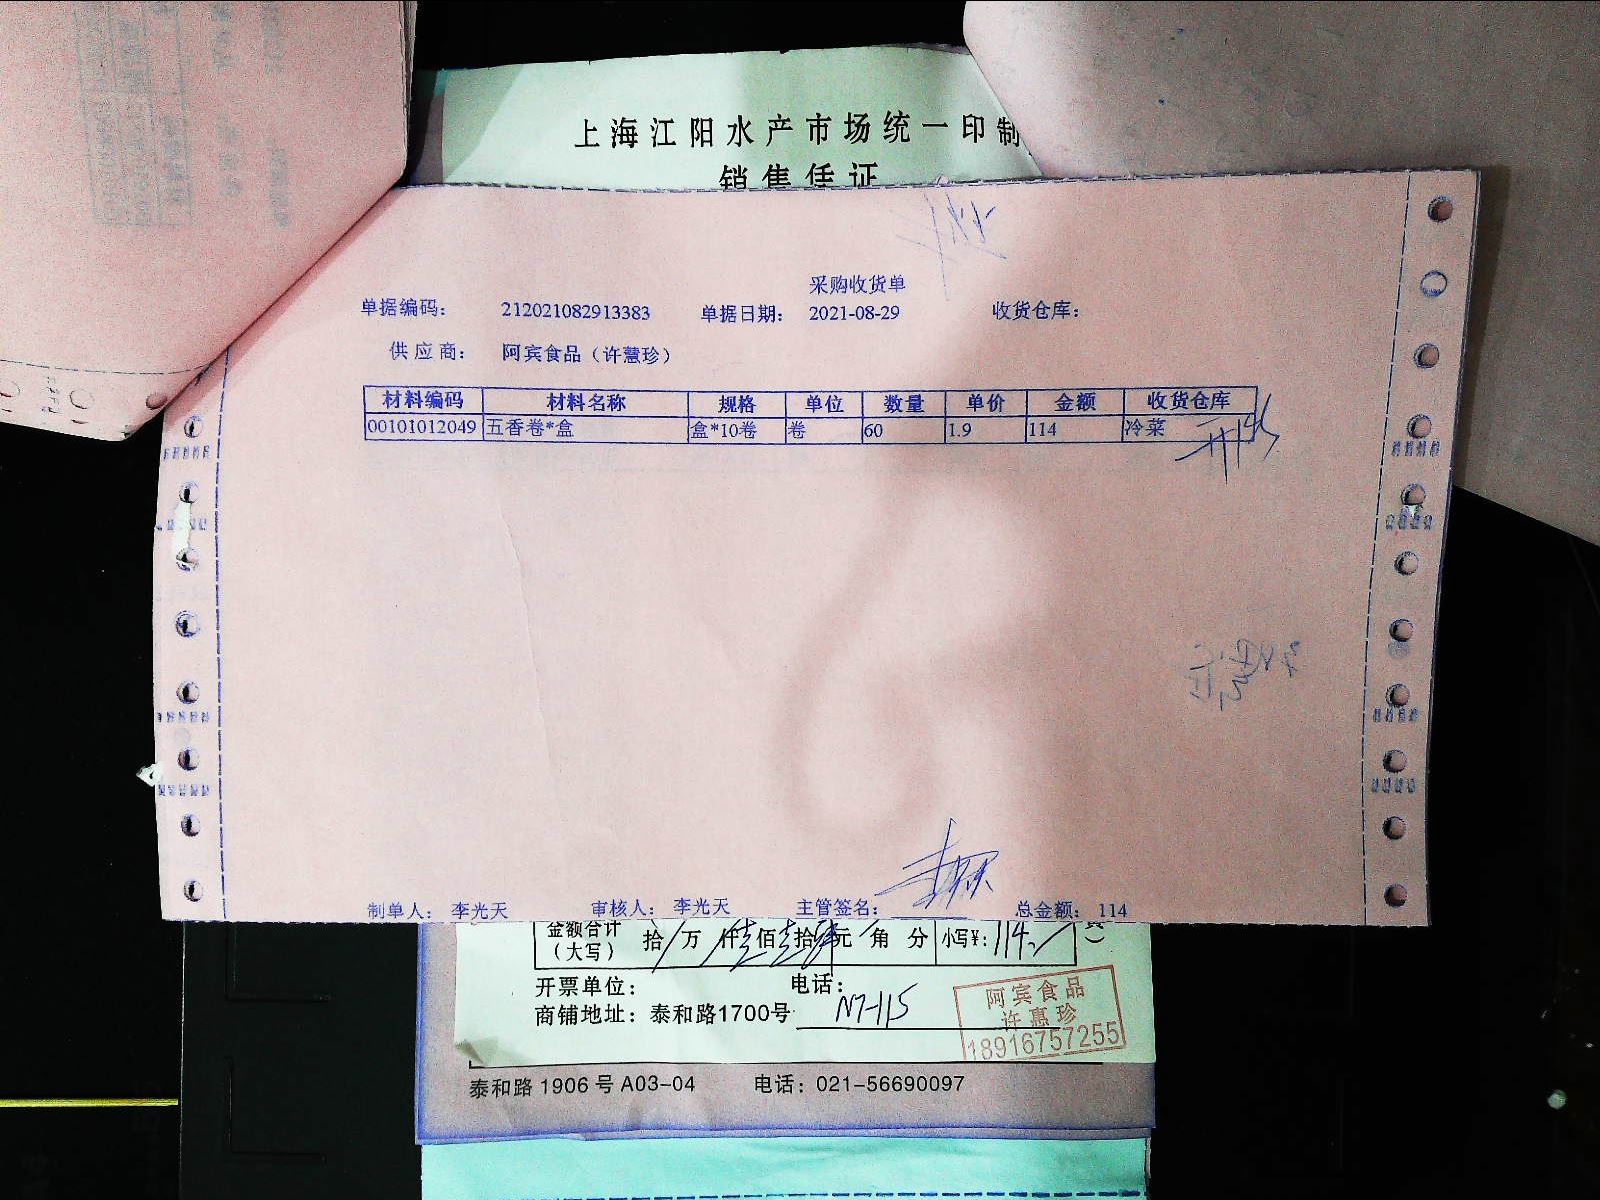 上海江阳水产市场统一印制
销售凭证
采购收货单
单据编码： 212021082913383 单据日期： 2021-08-29 收货仓库：
供应商： 阿宾食品（许慧珍）
材料编码 材料名称 规格 单位 数量 单价 金额 收货仓库
00101012049 五香卷*盒 盒*10卷 卷 60 1.9 114 冷菜
制单人： 李光天 审核人： 李光天 主管签名： 总金额： 114
金额合计（大写） 拾 万 仟壹佰壹拾肆元 角 分 小写¥: 114
开票单位： 电话：
商铺地址：泰和路1700号 N7-115
阿宾食品
许惠珍
18916757255
泰和路 1906 号 A03-04 电话：021-56690097